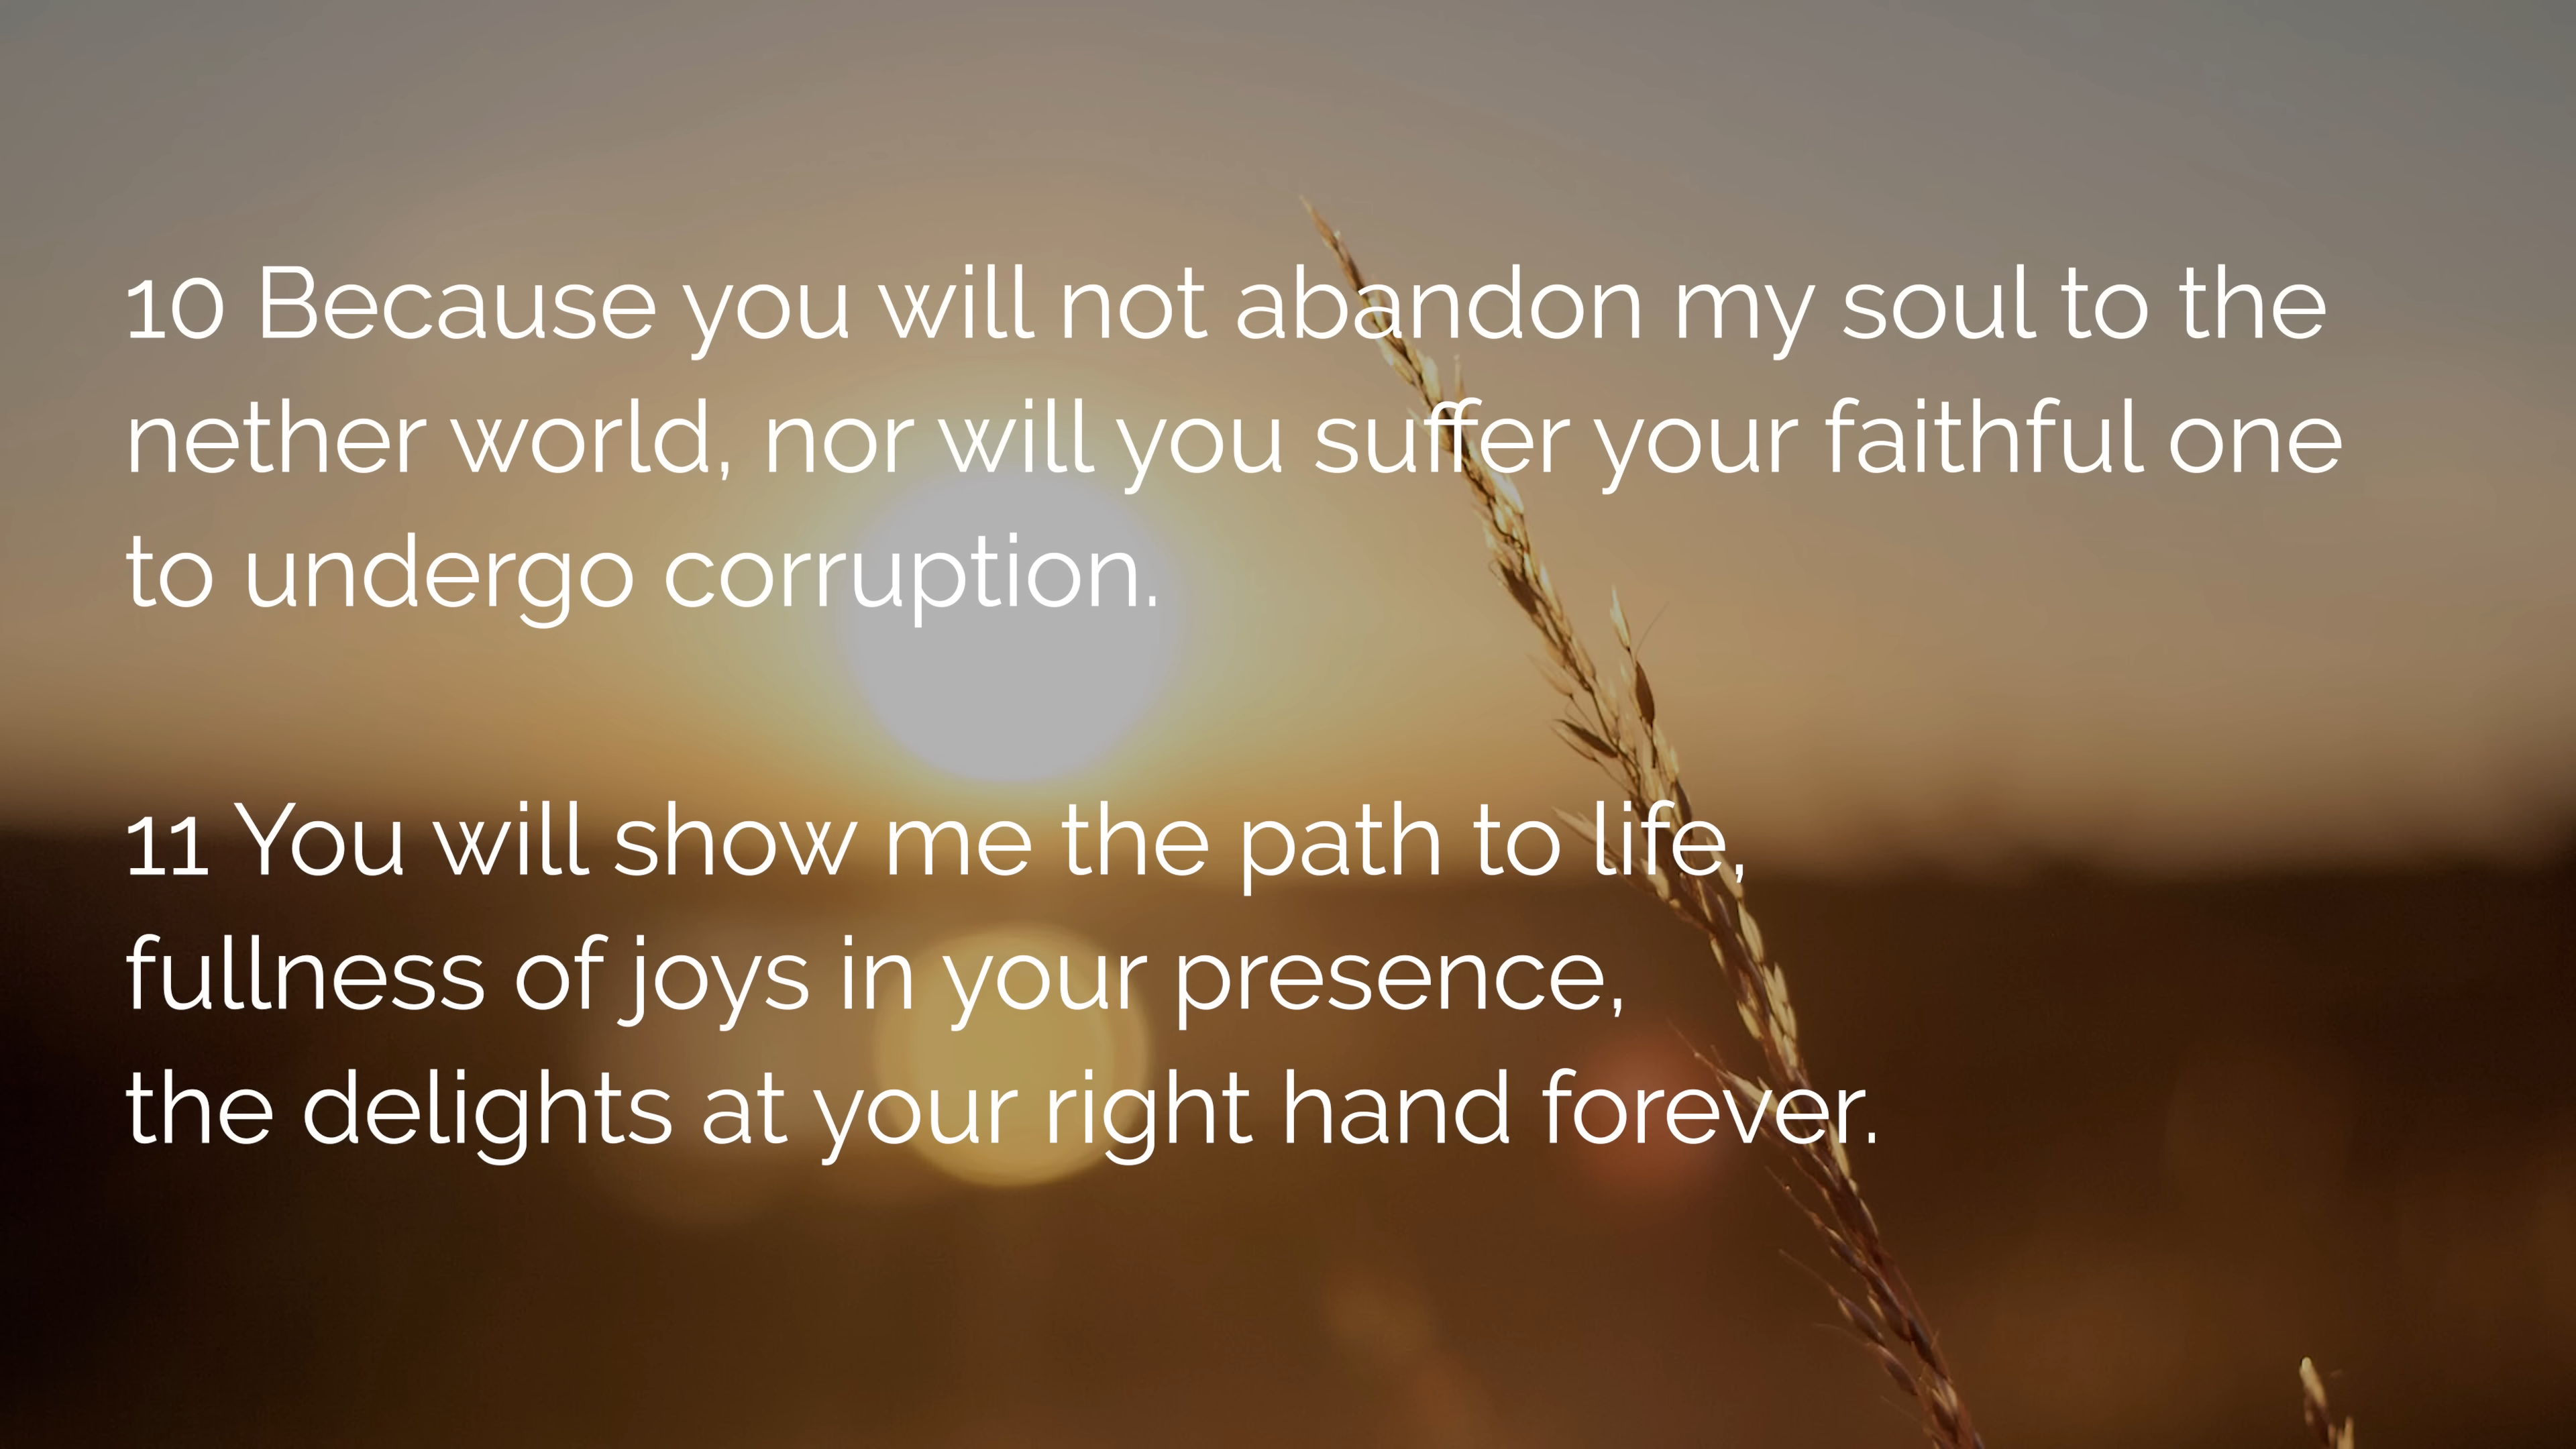 10 Because you will not abandon my soul to the
nether world, nor will you suffer your faithful one
to undergo corruption.
11 You will show me the path to life,
fullness of joys in your presence,
the delights at your right hand forever.